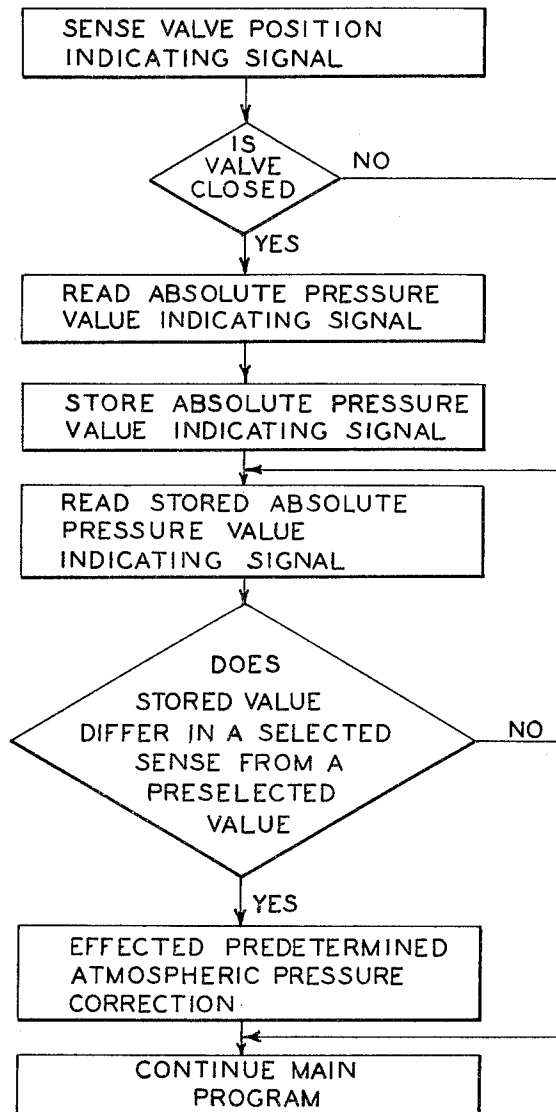 SENSE VALVE POSITION
INDICATING SIGNAL
IS
VALVE
CLOSED
NO
YES
READ ABSOLUTE PRESSURE
VALUE INDICATING SIGNAL
STORE ABSOLUTE PRESSURE
VALUE INDICATING SIGNAL
READ STORED ABSOLUTE
PRESSURE VALUE
INDICATING SIGNAL
DOES
STORED VALUE
DIFFER IN A SELECTED
SENSE FROM A
PRESELECTED
VALUE
NO
YES
EFFECTED PREDETERMINED
ATMOSPHERIC PRESSURE
CORRECTION
CONTINUE MAIN
PROGRAM